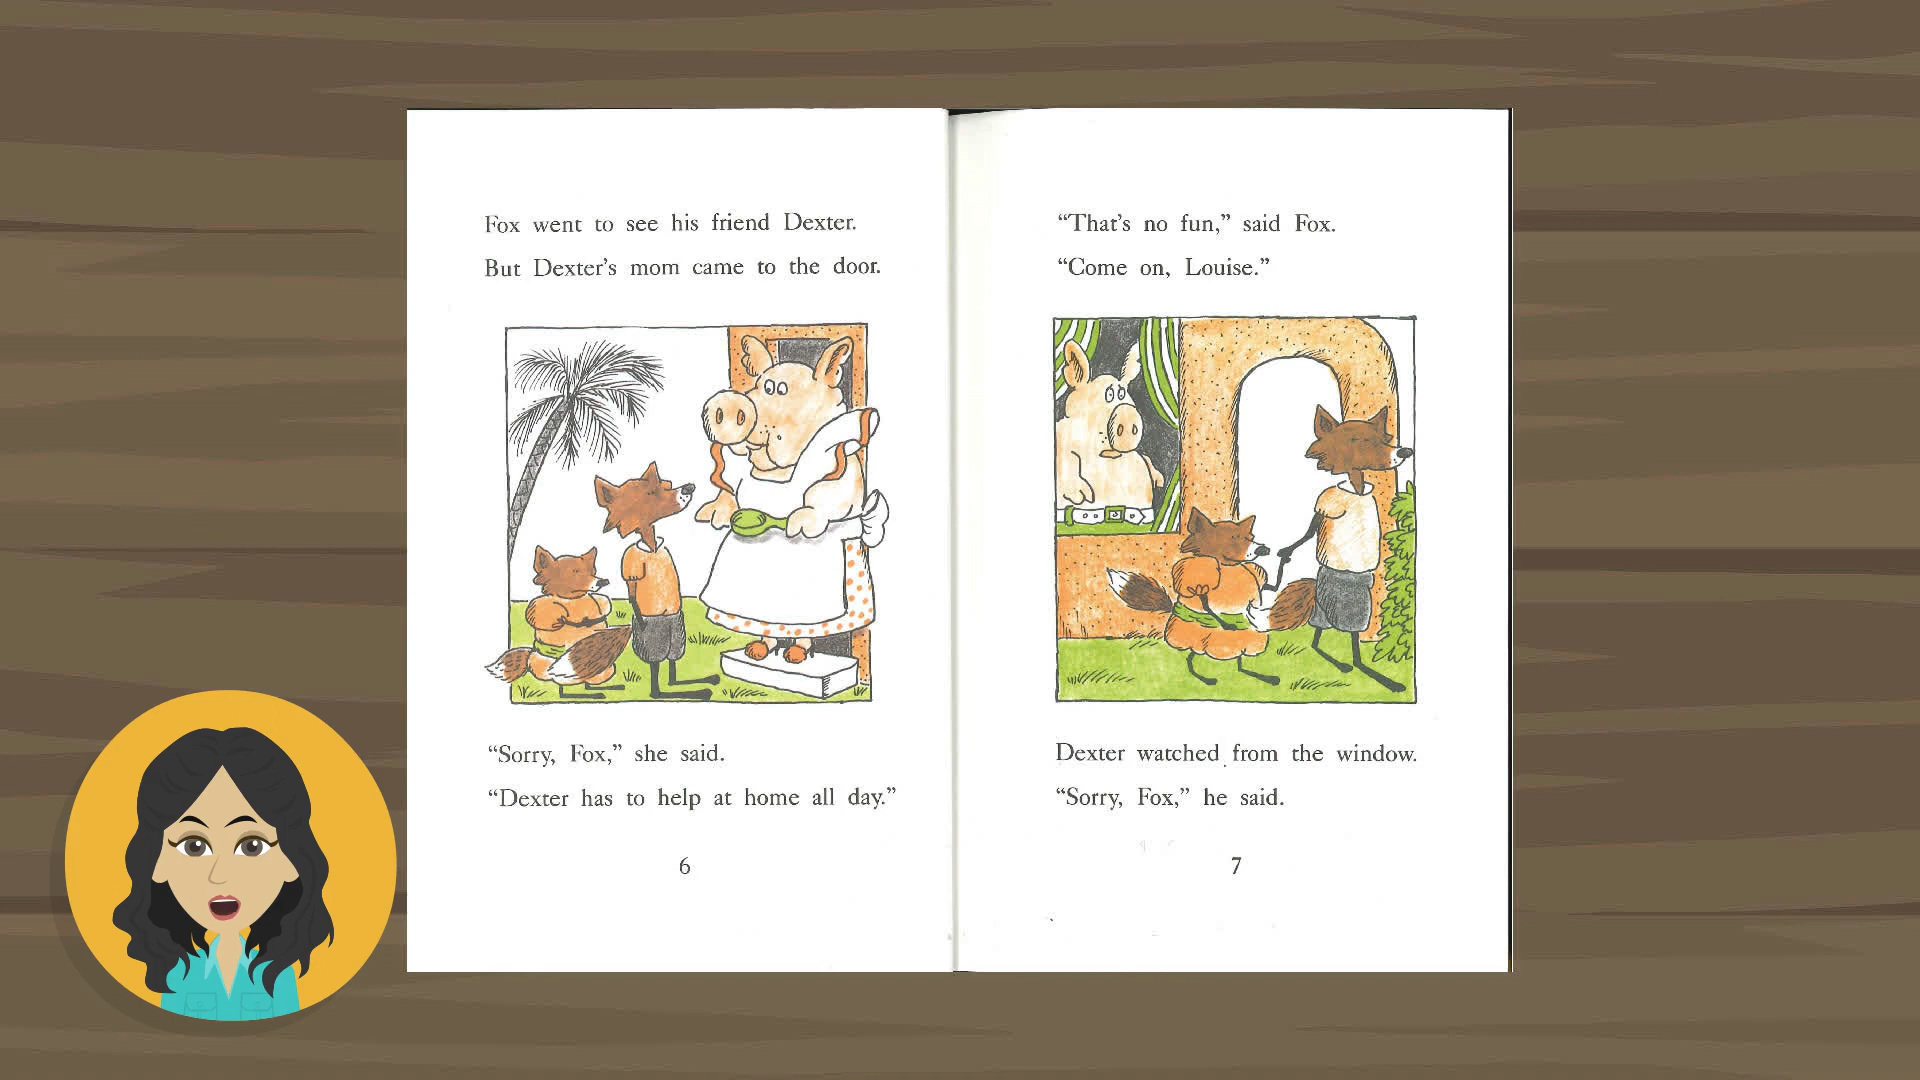 Fox went to see his friend Dexter.
But Dexter’s mom came to the door.
“Sorry, Fox,” she said.
“Dexter has to help at home all day.”
6
“That’s no fun,” said Fox.
“Come on, Louise.”
Dexter watched from the window.
“Sorry, Fox,” he said.
7